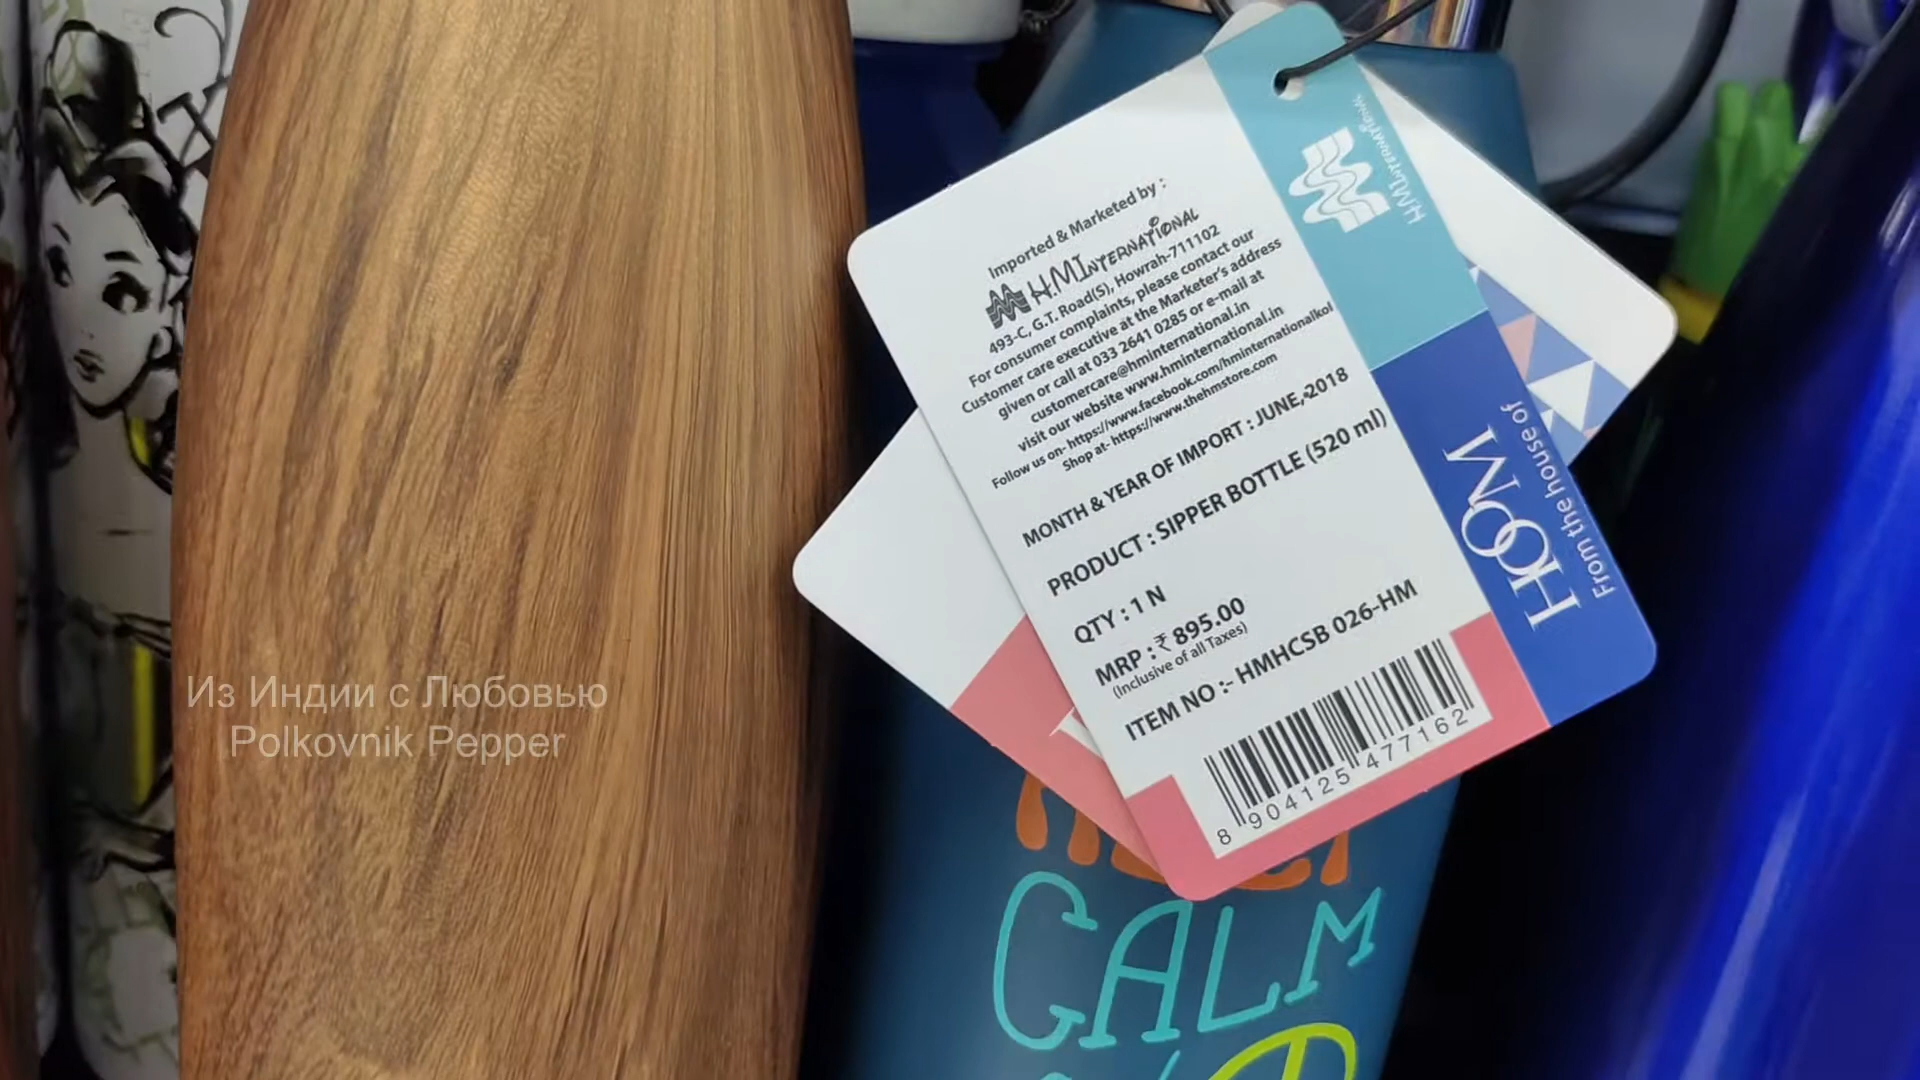 Imported & Marketed by :
H.M INTERNATIONAL
493-C, G.T. Road(S), Howrah-711102
For consumer complaints, please contact our
Customer care executive at the Marketer's address
given or call at 033 2641 0285 or e-mail at
customercare@hminternational.in
visit our website www.hminternational.in
Follow us on- https://www.facebook.com/hminternationalkol
Shop at- https://www.thehmstore.com
MONTH & YEAR OF IMPORT : JUNE,-2018
PRODUCT : SIPPER BOTTLE (520 ml)
QTY : 1 N
MRP : ₹ 895.00
(Inclusive of all Taxes)
ITEM NO :- HMHCSB 026-HM
8 904125 477162
H.M INTERNATIONAL
From the house of
HOOM
CALM
Из Индии с Любовью
Polkovnik Pepper